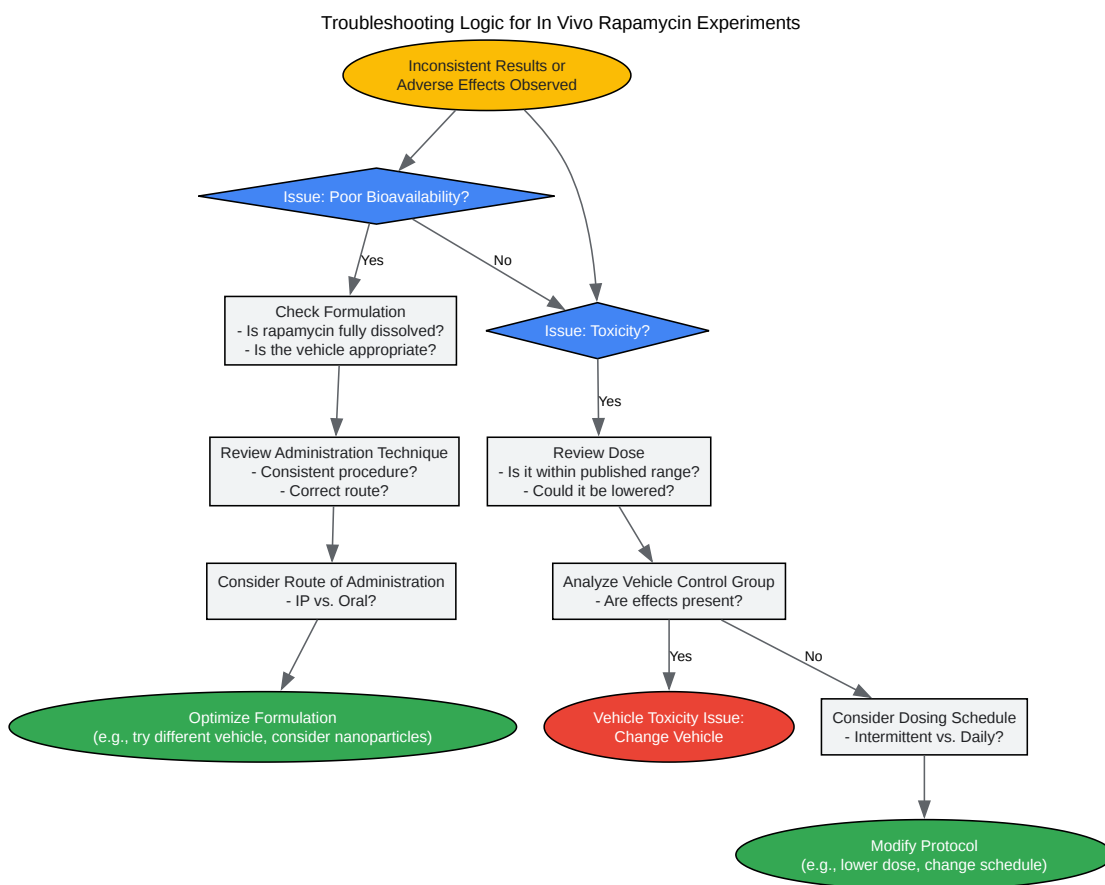 Troubleshooting Logic for In Vivo Rapamycin Experiments
Inconsistent Results or
Adverse Effects Observed
Issue: Poor Bioavailability?
Yes
No
Check Formulation
- Is rapamycin fully dissolved?
- Is the vehicle appropriate?
Issue: Toxicity?
Yes
Review Administration Technique
- Consistent procedure?
- Correct route?
Review Dose
- Is it within published range?
- Could it be lowered?
Consider Route of Administration
- IP vs. Oral?
Analyze Vehicle Control Group
- Are effects present?
Yes
No
Optimize Formulation
(e.g., try different vehicle, consider nanoparticles)
Vehicle Toxicity Issue:
Change Vehicle
Consider Dosing Schedule
- Intermittent vs. Daily?
Modify Protocol
(e.g., lower dose, change schedule)